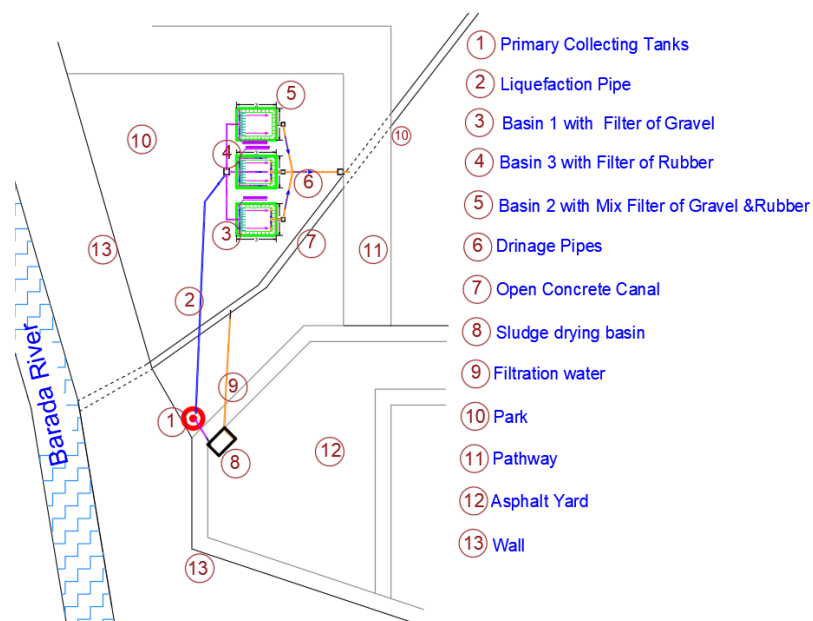 1 Primary Collecting Tanks
2 Liquefaction Pipe
3 Basin 1 with Filter of Gravel
4 Basin 3 with Filter of Rubber
5 Basin 2 with Mix Filter of Gravel &Rubber
6 Drinage Pipes
7 Open Concrete Canal
8 Sludge drying basin
9 Filtration water
10 Park
11 Pathway
12 Asphalt Yard
13 Wall
5
10
10
4
6
11
3
7
13
2
Barada River
9
1
8
12
13